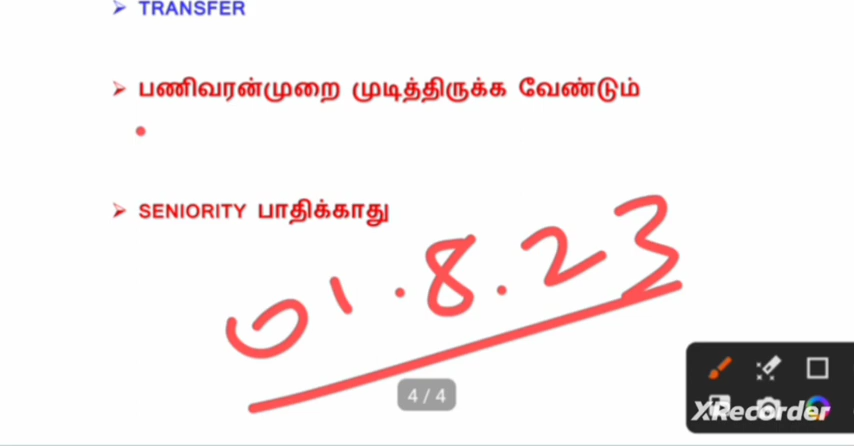 TRANSFER
பணிவரன்முறை முடித்திருக்க வேண்டும்
SENIORITY பாதிக்காது
01.8.23
4 / 4
XRecorder